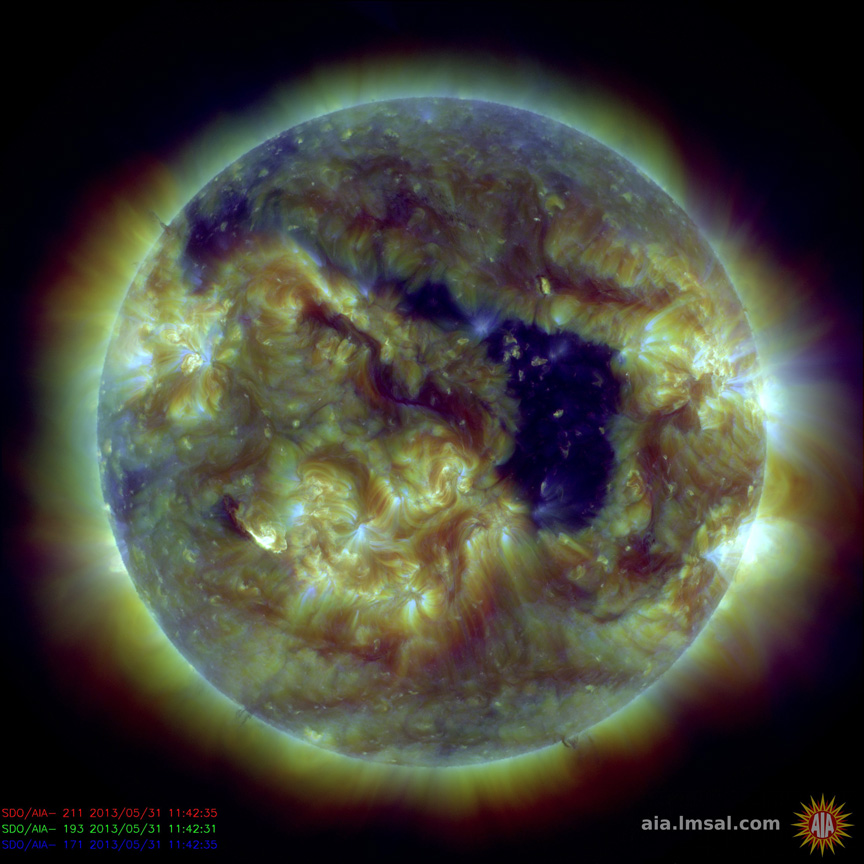 SDO/AIA- 211 2013/05/31 11:42:35
SDO/AIA- 193 2013/05/31 11:42:31
SDO/AIA- 171 2013/05/31 11:42:35
aia.lmsal.com
AIA